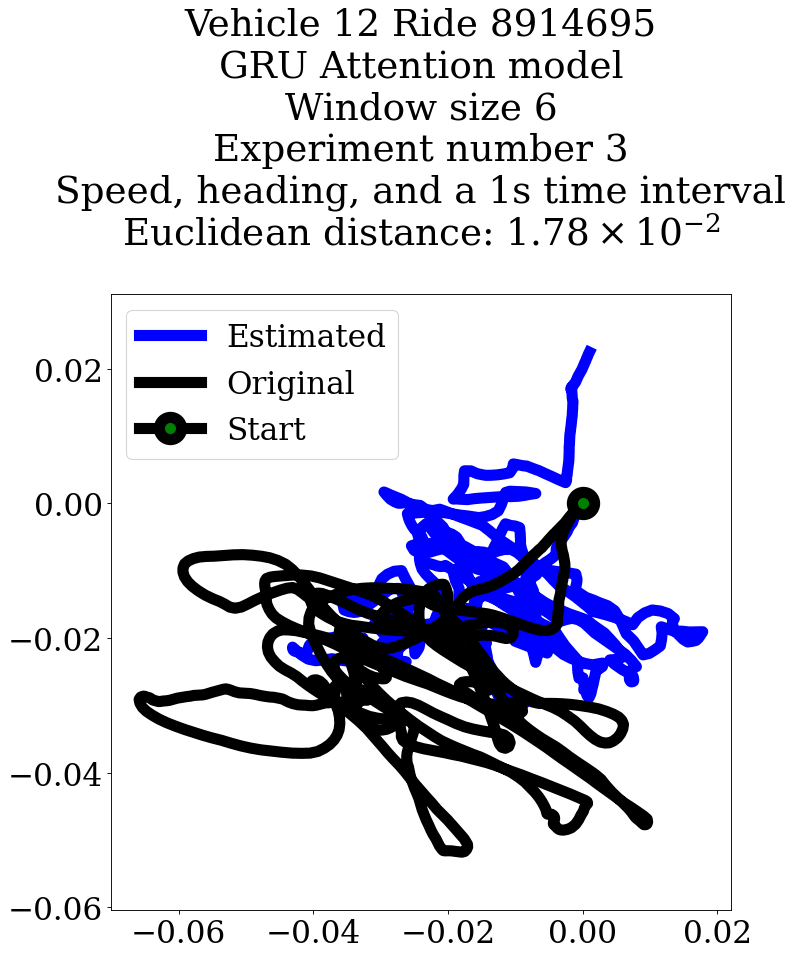 Vehicle 12 Ride 8914695
GRU Attention model
Window size 6
Experiment number 3
Speed, heading, and a 1s time interval
Euclidean distance: 1.78 × 10⁻²
Estimated
Original
Start
0.02
0.00
−0.02
−0.04
−0.06
−0.06 −0.04 −0.02 0.00 0.02